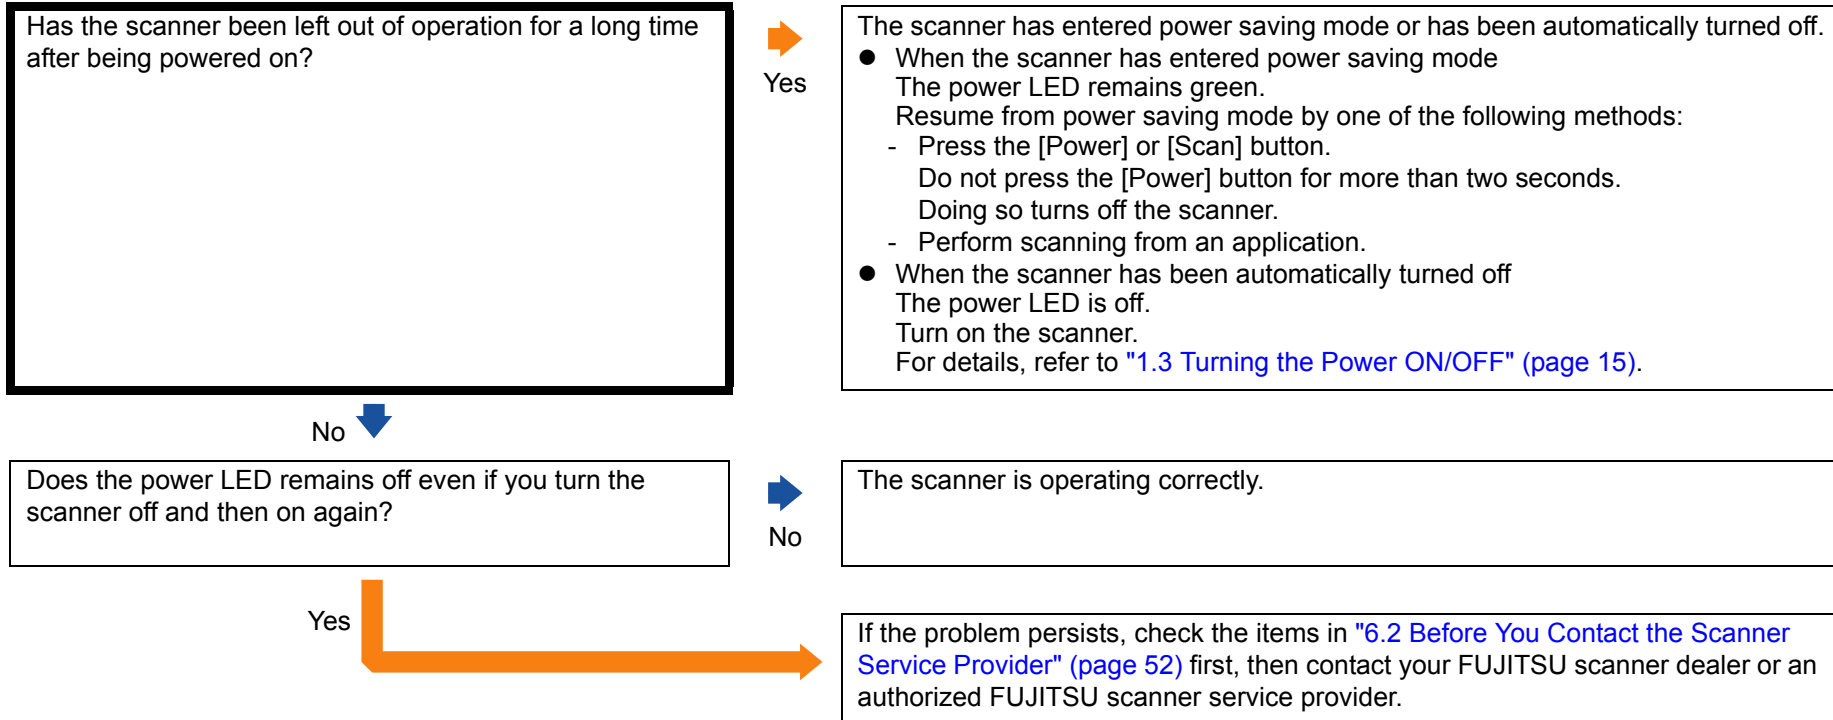 Has the scanner been left out of operation for a long time
after being powered on?
Yes
The scanner has entered power saving mode or has been automatically turned off.
● When the scanner has entered power saving mode
The power LED remains green.
Resume from power saving mode by one of the following methods:
- Press the [Power] or [Scan] button.
Do not press the [Power] button for more than two seconds.
Doing so turns off the scanner.
- Perform scanning from an application.
● When the scanner has been automatically turned off
The power LED is off.
Turn on the scanner.
For details, refer to "1.3 Turning the Power ON/OFF" (page 15).
No
Does the power LED remains off even if you turn the
scanner off and then on again?
No
The scanner is operating correctly.
Yes
If the problem persists, check the items in "6.2 Before You Contact the Scanner
Service Provider" (page 52) first, then contact your FUJITSU scanner dealer or an
authorized FUJITSU scanner service provider.